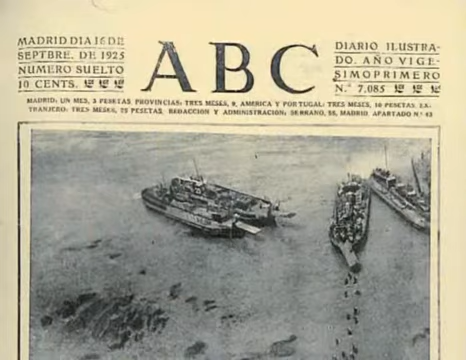 MADRID DIA 16 DE
SEPTBRE. DE 1925
NUMERO SUELTO
10 CENTS.
ABC
DIARIO ILUSTRA-
DO. AÑO VIGE-
SIMOPRIMERO
N.º 7.085
MADRID: UN MES, 3 PESETAS PROVINCIAS: TRES MESES, 9. AMERICA Y PORTUGAL: TRES MESES, 10 PESETAS. EX-
TRANJERO: TRES MESES, 25 PESETAS. REDACCION Y ADMINISTRACION: SERRANO, 55, MADRID. APARTADO N.º 43